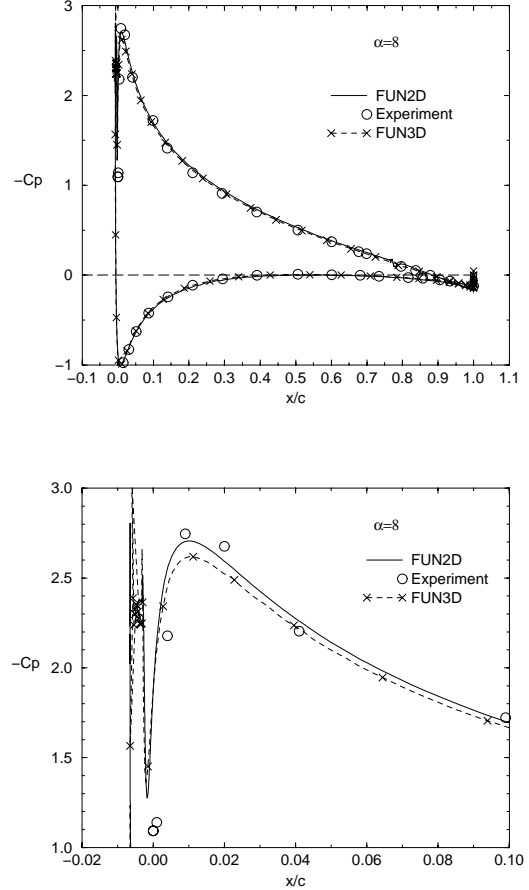 3
α=8
FUN2D
Experiment
FUN3D
2
−Cp
1
0
−1
−0.1 0.0 0.1 0.2 0.3 0.4 0.5 0.6 0.7 0.8 0.9 1.0 1.1
x/c
3.0
α=8
FUN2D
Experiment
FUN3D
2.5
−Cp
2.0
1.5
1.0
−0.02 0.00 0.02 0.04 0.06 0.08 0.10
x/c